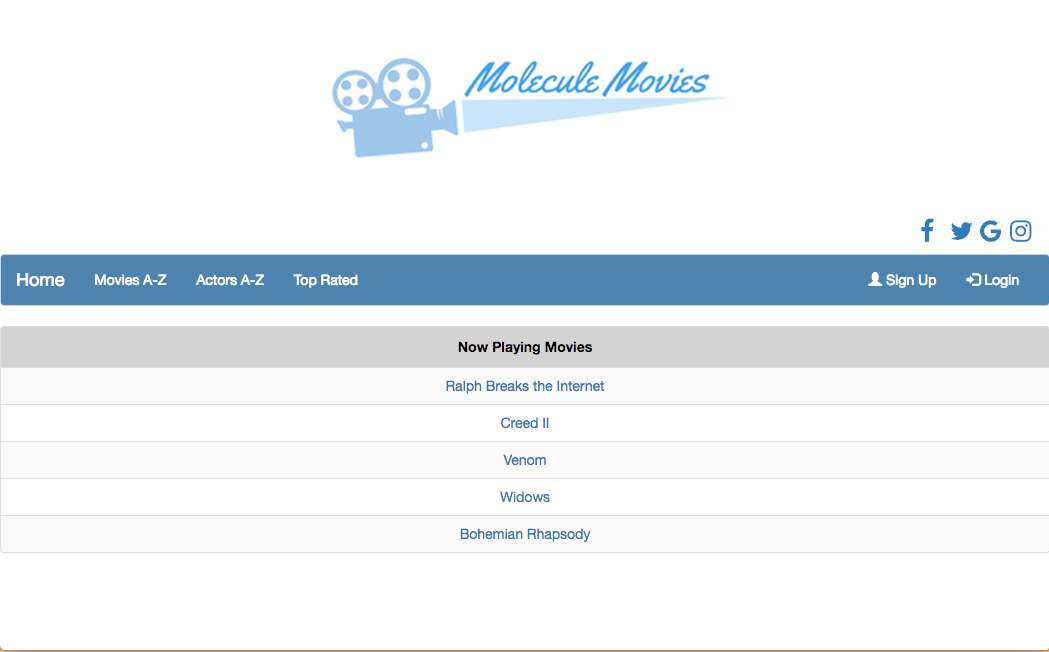 Molecule Movies
Home Movies A-Z Actors A-Z Top Rated Sign Up Login
Now Playing Movies
Ralph Breaks the Internet
Creed II
Venom
Widows
Bohemian Rhapsody